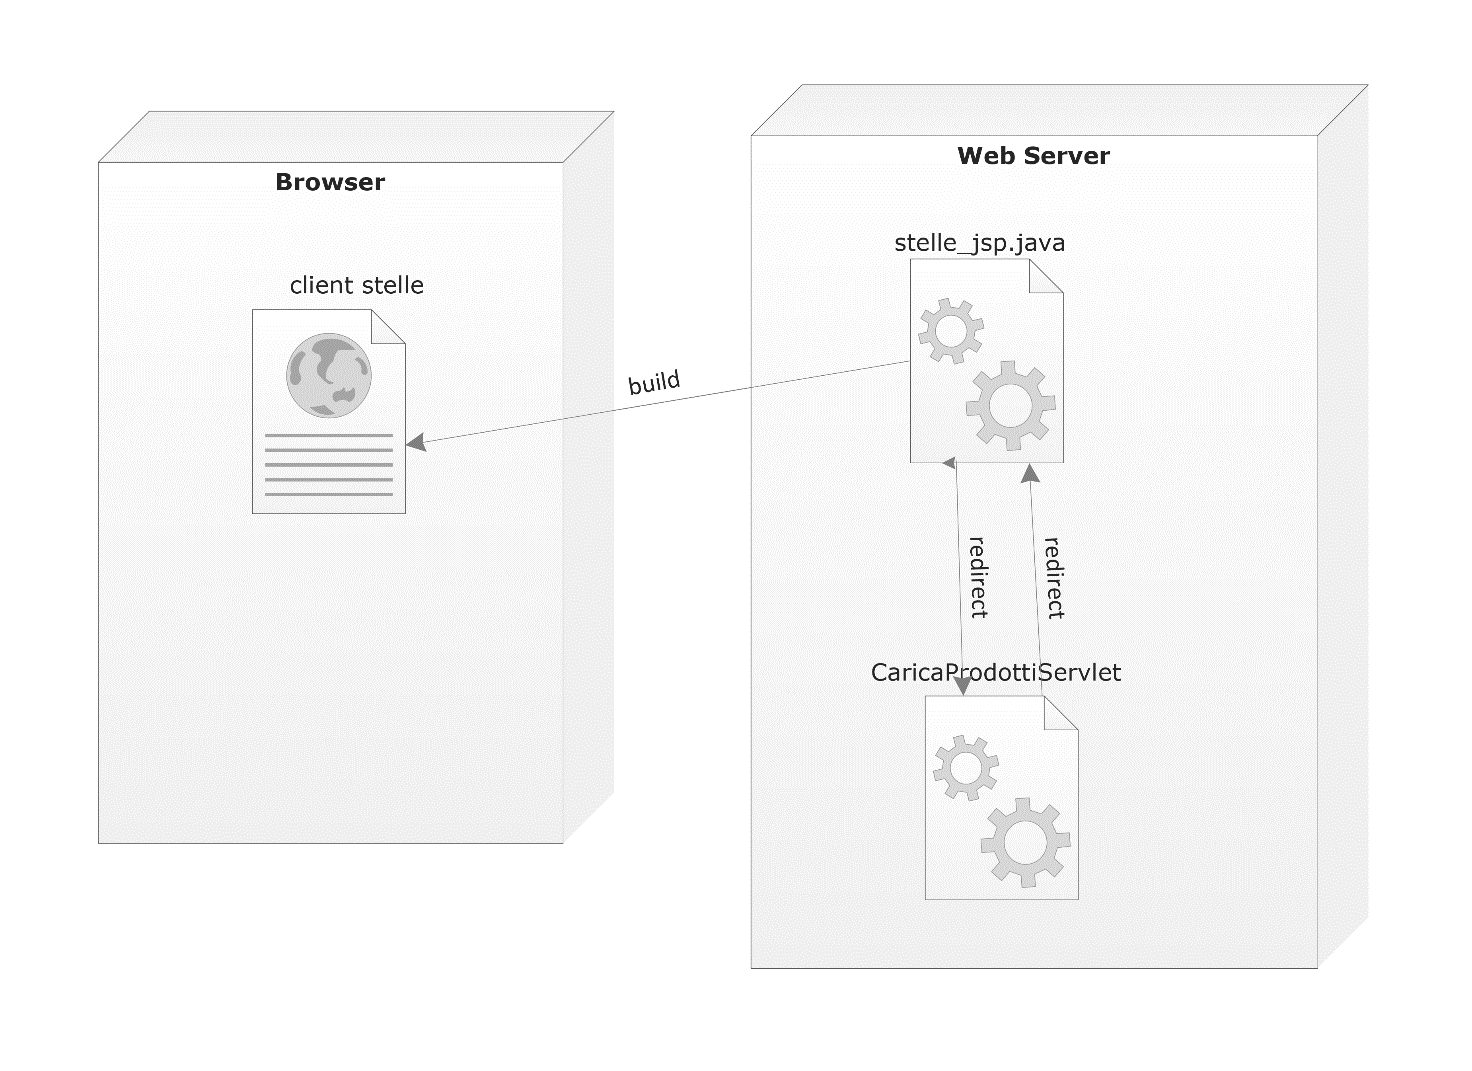 Browser
Web Server
stelle_jsp.java
client stelle
build
redirect
redirect
CaricaProdottiServlet